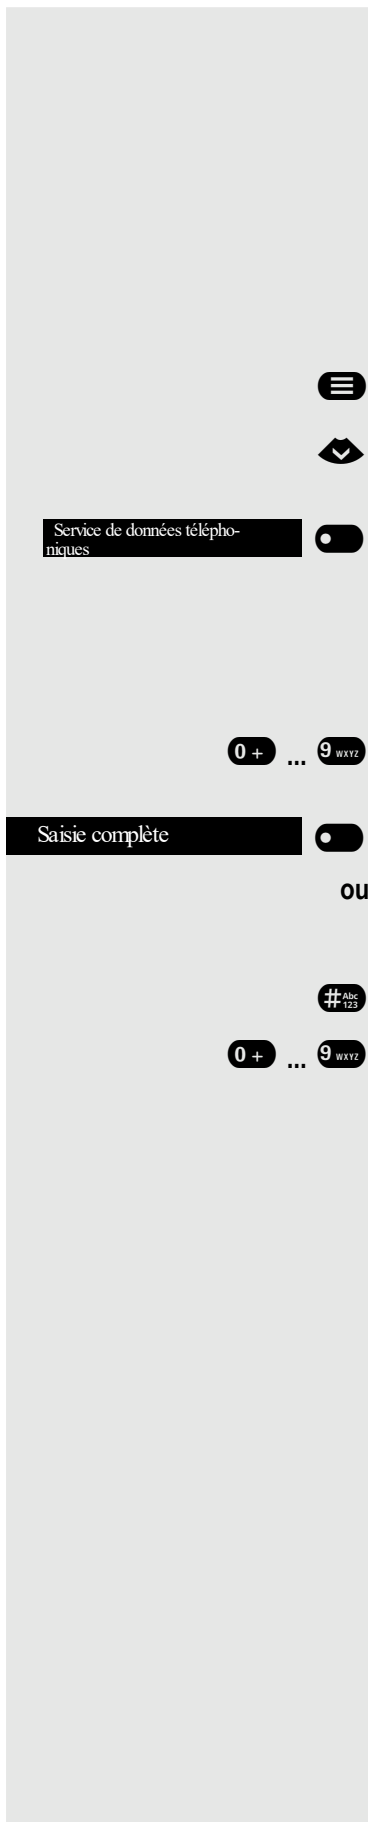 Service de données télépho-
niques
0 + ... 9 WXYZ
Saisie complète
ou
# Abc
123
0 + ... 9 WXYZ